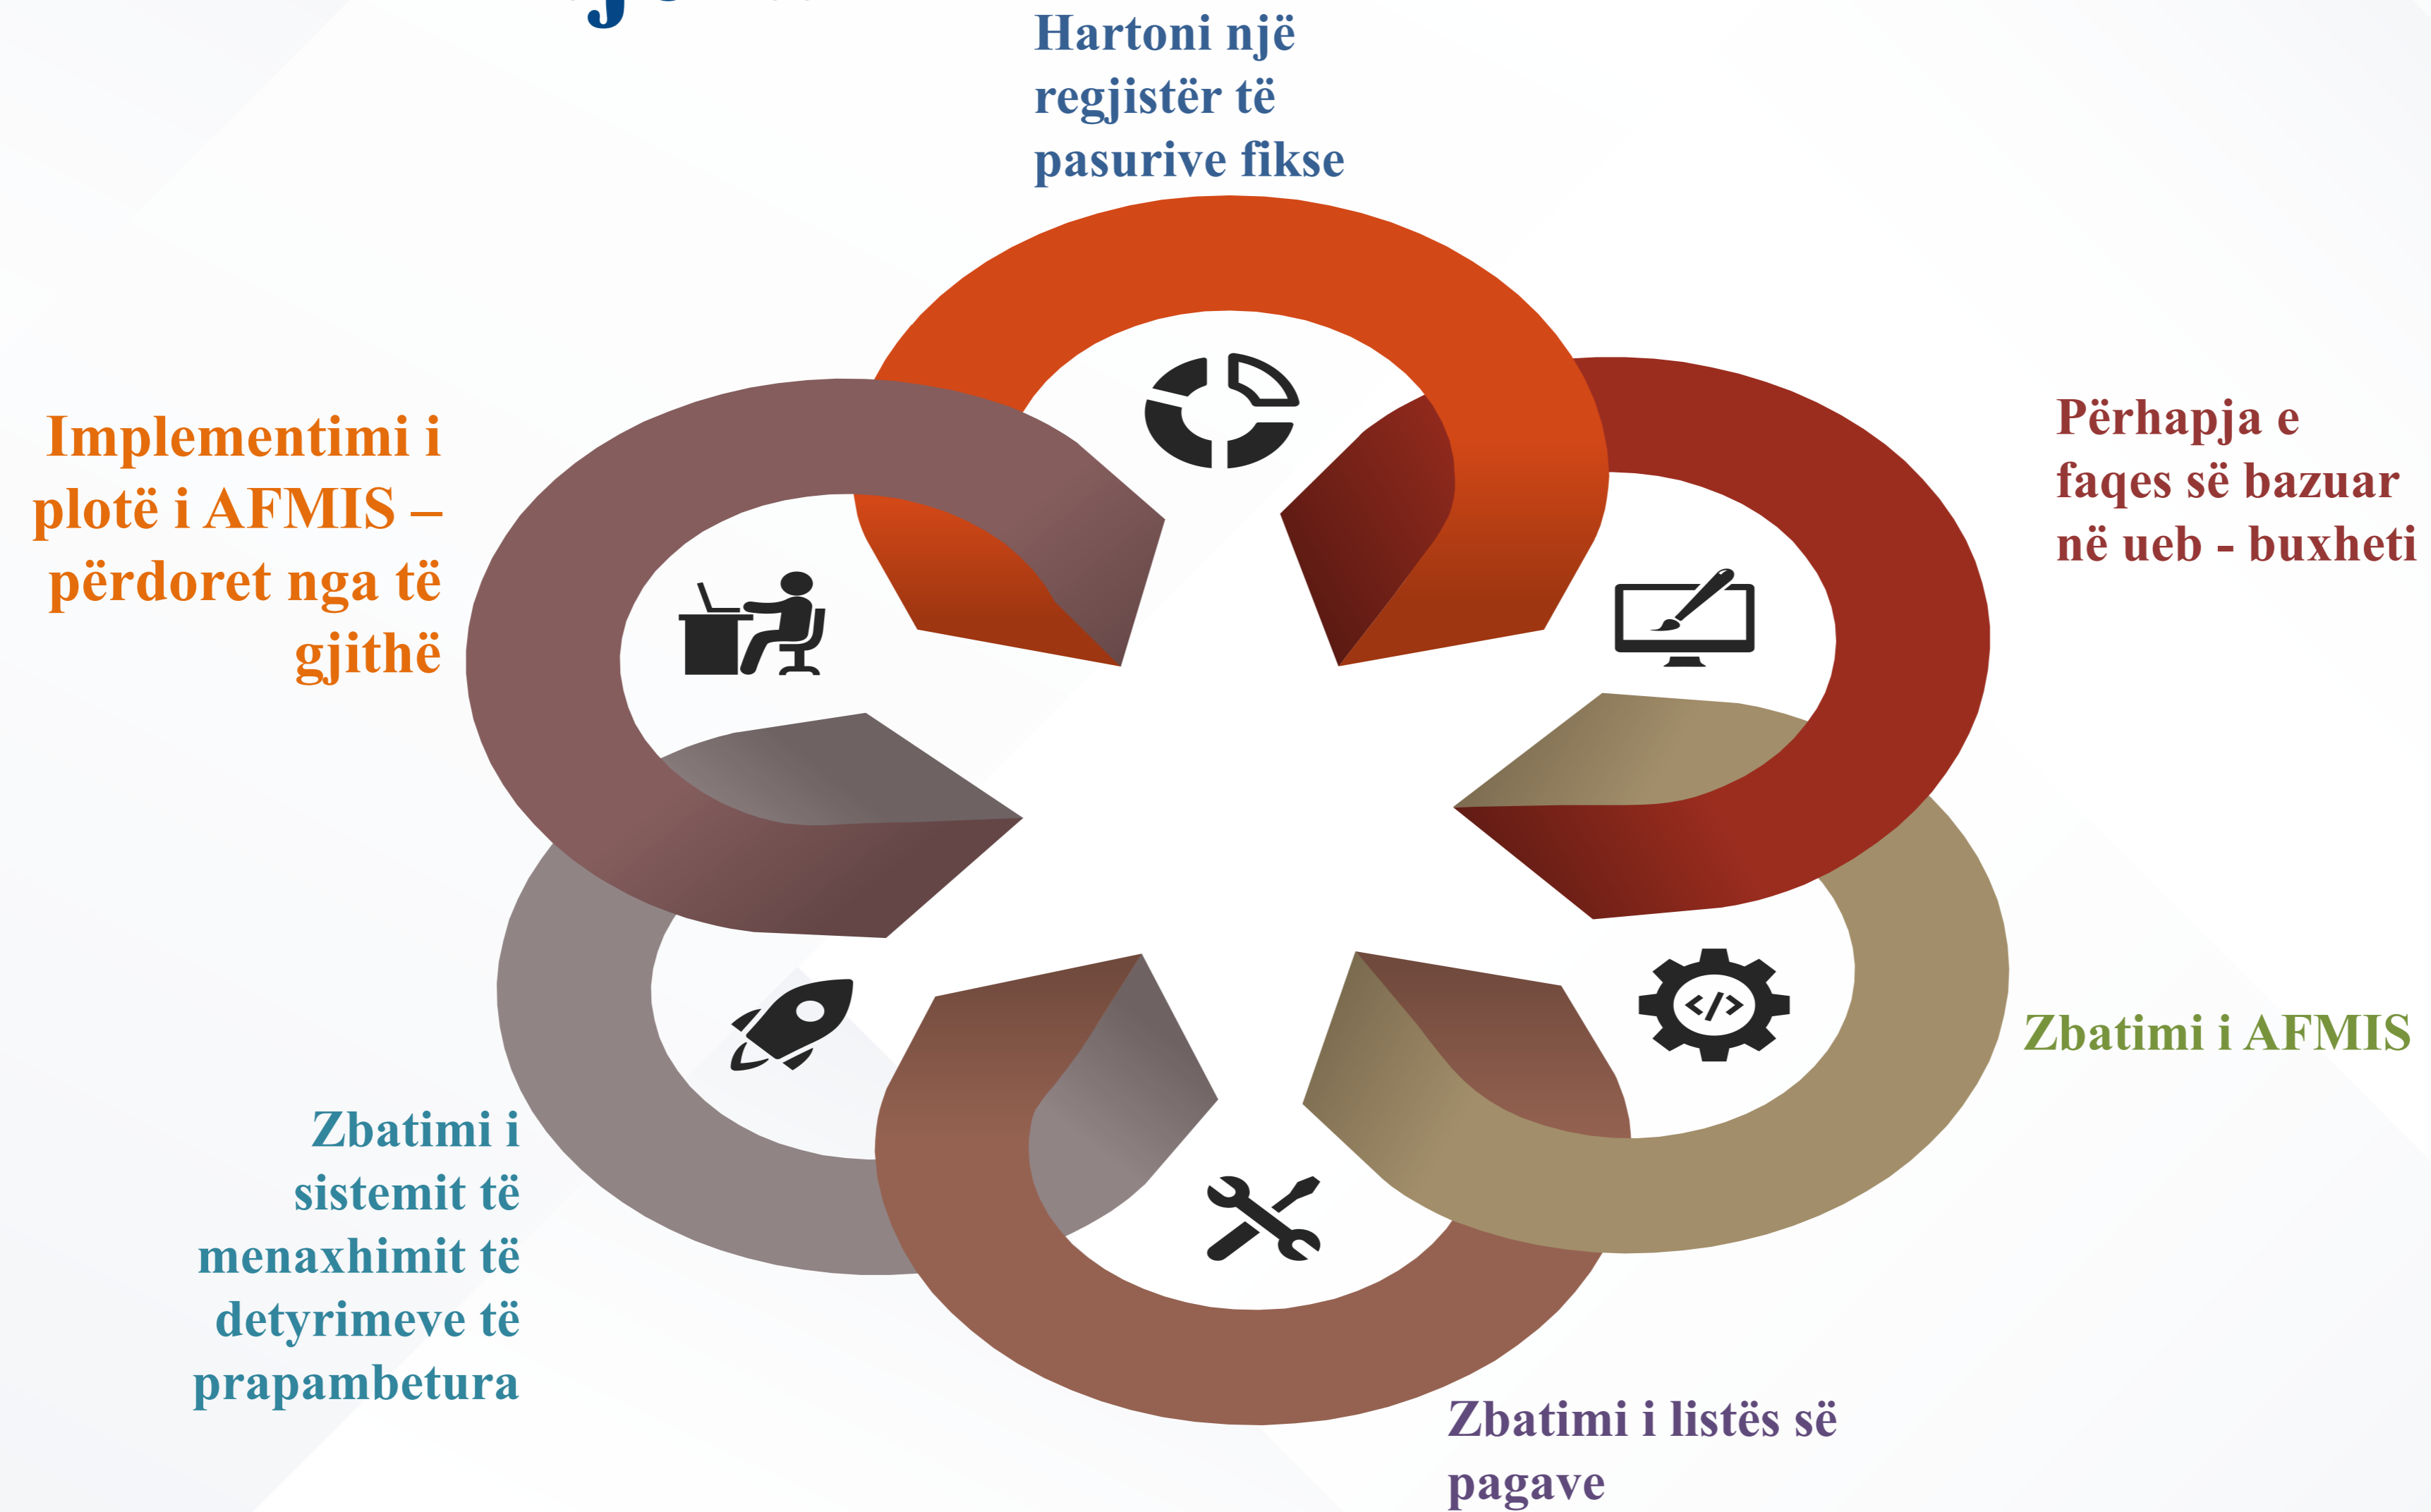 Hartoni një
regjistër të
pasurive fikse
Përhapja e
faqes së bazuar
në ueb - buxheti
Zbatimi i AFMIS
Zbatimi i listës së
pagave
Zbatimi i
sistemit të
menaxhimit të
detyrimeve të
prapambetura
Implementimi i
plotë i AFMIS –
përdoret nga të
gjithë